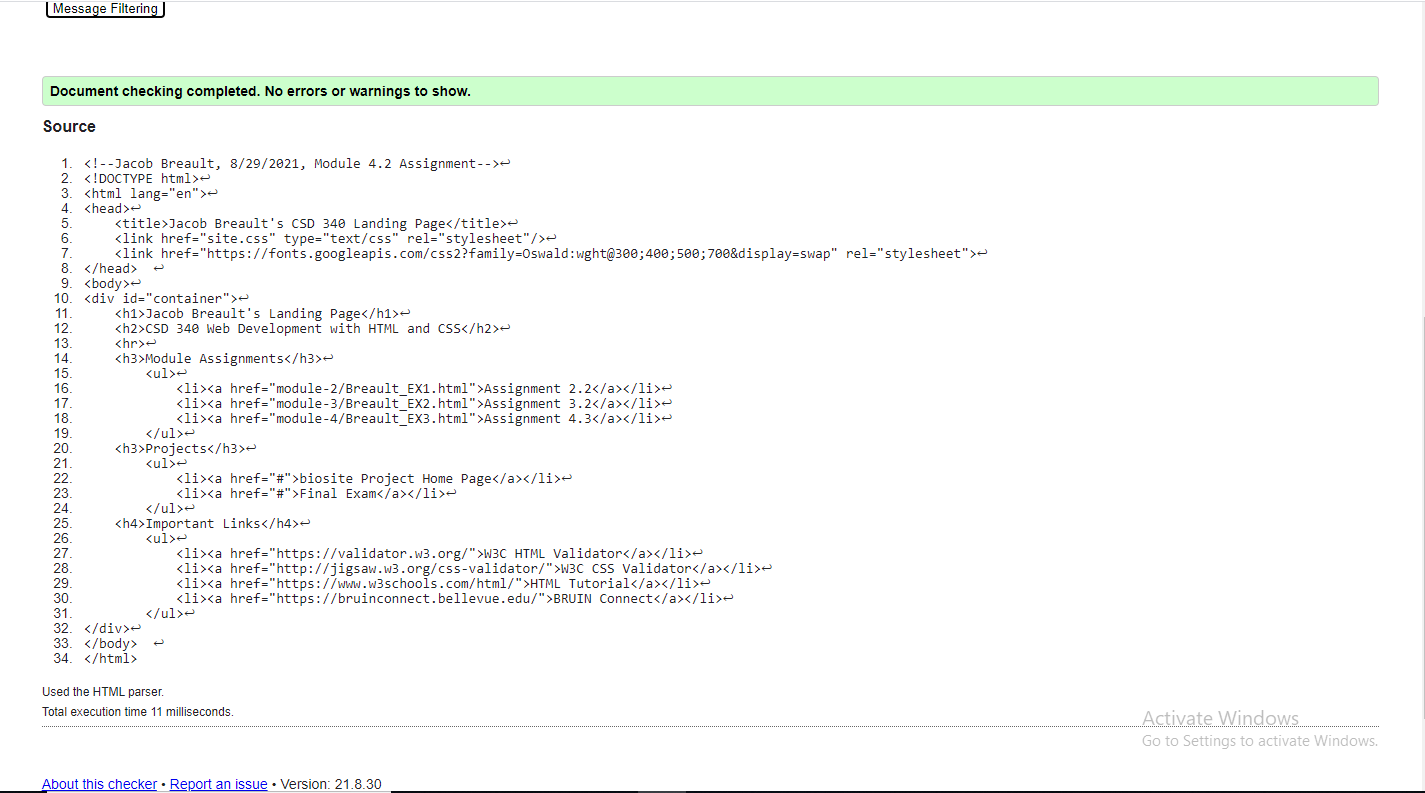 Message Filtering
Document checking completed. No errors or warnings to show.
Source
1. <!--Jacob Breault, 8/29/2021, Module 4.2 Assignment-->↩
2. <!DOCTYPE html>↩
3. <html lang="en">↩
4. <head>↩
5.     <title>Jacob Breault's CSD 340 Landing Page</title>↩
6.     <link href="site.css" type="text/css" rel="stylesheet"/>↩
7.     <link href="https://fonts.googleapis.com/css2?family=Oswald:wght@300;400;500;700&display=swap" rel="stylesheet">↩
8. </head>  ↩
9. <body>↩
10. <div id="container">↩
11.     <h1>Jacob Breault's Landing Page</h1>↩
12.     <h2>CSD 340 Web Development with HTML and CSS</h2>↩
13.     <hr>↩
14.     <h3>Module Assignments</h3>↩
15.         <ul>↩
16.             <li><a href="module-2/Breault_EX1.html">Assignment 2.2</a></li>↩
17.             <li><a href="module-3/Breault_EX2.html">Assignment 3.2</a></li>↩
18.             <li><a href="module-4/Breault_EX3.html">Assignment 4.3</a></li>↩
19.         </ul>↩
20.     <h3>Projects</h3>↩
21.         <ul>↩
22.             <li><a href="#">biosite Project Home Page</a></li>↩
23.             <li><a href="#">Final Exam</a></li>↩
24.         </ul>↩
25.     <h4>Important Links</h4>↩
26.         <ul>↩
27.             <li><a href="https://validator.w3.org/">W3C HTML Validator</a></li>↩
28.             <li><a href="http://jigsaw.w3.org/css-validator/">W3C CSS Validator</a></li>↩
29.             <li><a href="https://www.w3schools.com/html/">HTML Tutorial</a></li>↩
30.             <li><a href="https://bruinconnect.bellevue.edu/">BRUIN Connect</a></li>↩
31.         </ul>↩
32. </div>↩
33. </body>  ↩
34. </html>
Used the HTML parser.
Total execution time 11 milliseconds.
Activate Windows
Go to Settings to activate Windows.
About this checker • Report an issue • Version: 21.8.30